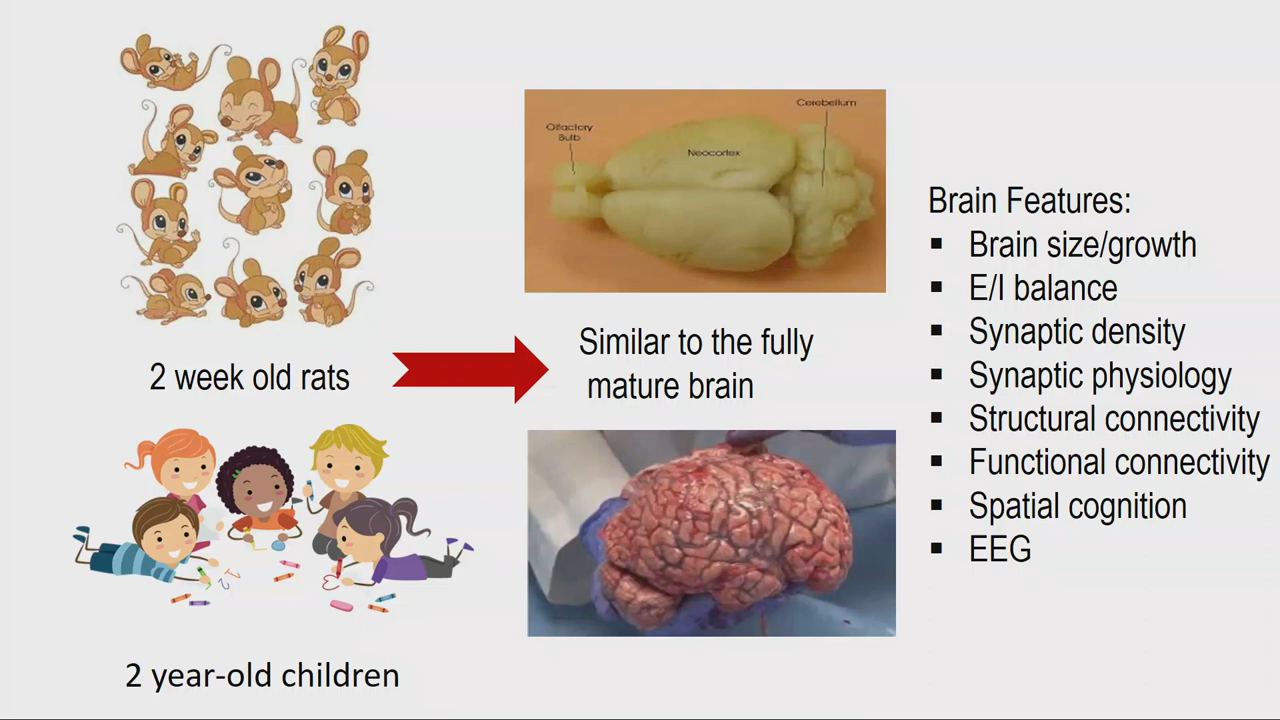 2 week old rats
2 year-old children
Olfactory
Bulb
Neocortex
Cerebellum
Similar to the fully
mature brain
Brain Features:
▪ Brain size/growth
▪ E/I balance
▪ Synaptic density
▪ Synaptic physiology
▪ Structural connectivity
▪ Functional connectivity
▪ Spatial cognition
▪ EEG